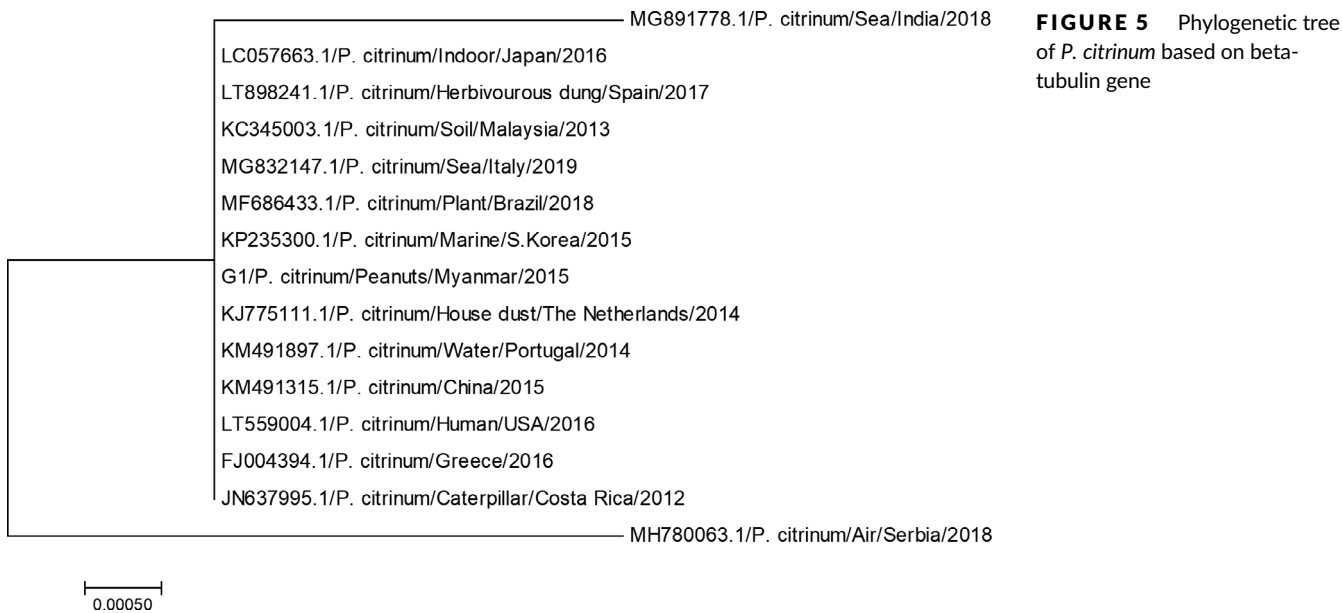 MG891778.1/P. citrinum/Sea/India/2018
LC057663.1/P. citrinum/Indoor/Japan/2016
LT898241.1/P. citrinum/Herbivourous dung/Spain/2017
KC345003.1/P. citrinum/Soil/Malaysia/2013
MG832147.1/P. citrinum/Sea/Italy/2019
MF686433.1/P. citrinum/Plant/Brazil/2018
KP235300.1/P. citrinum/Marine/S.Korea/2015
G1/P. citrinum/Peanuts/Myanmar/2015
KJ775111.1/P. citrinum/House dust/The Netherlands/2014
KM491897.1/P. citrinum/Water/Portugal/2014
KM491315.1/P. citrinum/China/2015
LT559004.1/P. citrinum/Human/USA/2016
FJ004394.1/P. citrinum/Greece/2016
JN637995.1/P. citrinum/Caterpillar/Costa Rica/2012
MH780063.1/P. citrinum/Air/Serbia/2018
0.00050
FIGURE 5 Phylogenetic tree
of P. citrinum based on beta-
tubulin gene